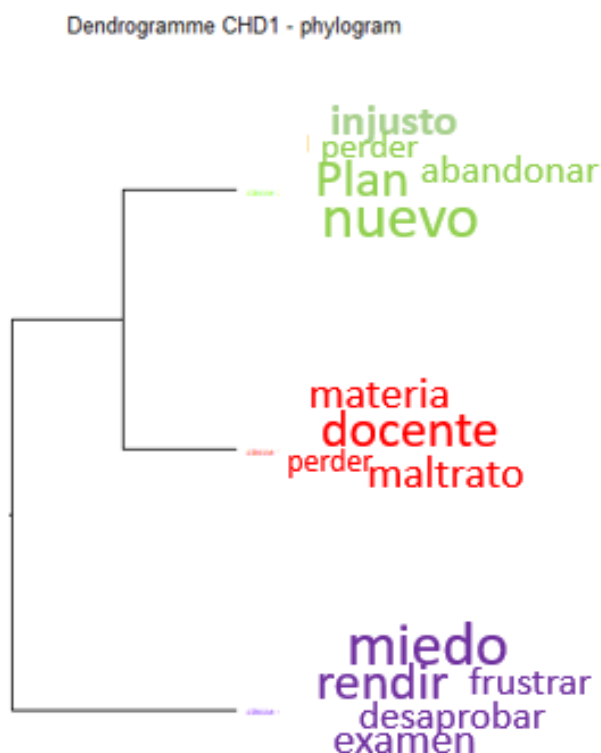 Dendrogramme CHD1 - phylogram
injusto
perder
Plan abandonar
nuevo
materia
docente
perder maltrato
miedo
rendir frustrar
desaprobar
examen